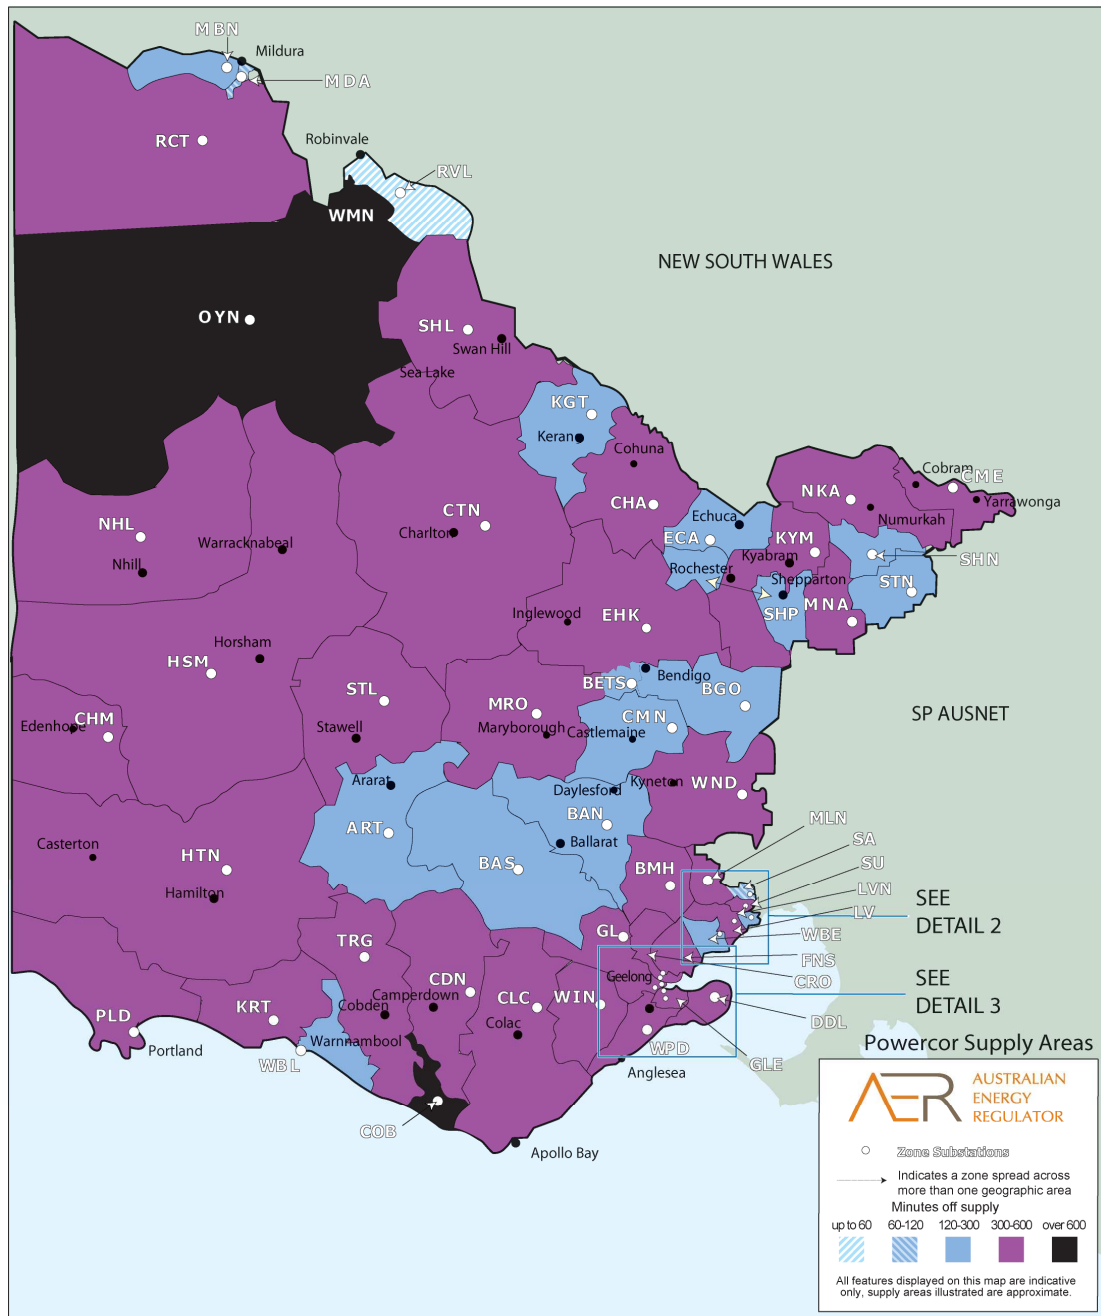 MBN
Mildura
MDA
RCT
Robinvale
RVL
WMN
NEW SOUTH WALES
OYN
SHL
Swan Hill
Sea Lake
KGT
Keran
Cohuna
Cobram
CME
NKA
Yarrawonga
CHA
CTN
Numurkah
Echuca
NHL
Charlton
ECA
KYM
Warracknabeal
Kyabram
SHN
Nhill
Rochester
Shepparton
STN
MNA
Inglewood
EHK
SHP
Horsham
HSM
Bendigo
BETS
BGO
STL
MRO
CMN
SP AUSNET
CHM
Edenhope
Stawell
Maryborough
Castlemaine
Ararat
Kyneton
WND
Daylesford
BAN
MLN
ART
Casterton
Ballarat
SA
HTN
BAS
BMH
SU
Hamilton
LVN
SEE
DETAIL 2
LV
GL
WBE
TRG
FNS
CDN
Geelong
CRO
SEE
DETAIL 3
Camperdown
CLC
WIN
KRT
Cobden
PLD
Colac
DDL
Portland
Warnnambool
WPD
Powercor Supply Areas
WBL
GLE
Anglesea
COB
Apollo Bay
AER
AUSTRALIAN
ENERGY
REGULATOR
Zone Substations
Indicates a zone spread across
more than one geographic area
Minutes off supply
up to 60 60-120 120-300 300-600 over 600
All features displayed on this map are indicative
only, supply areas illustrated are approximate.